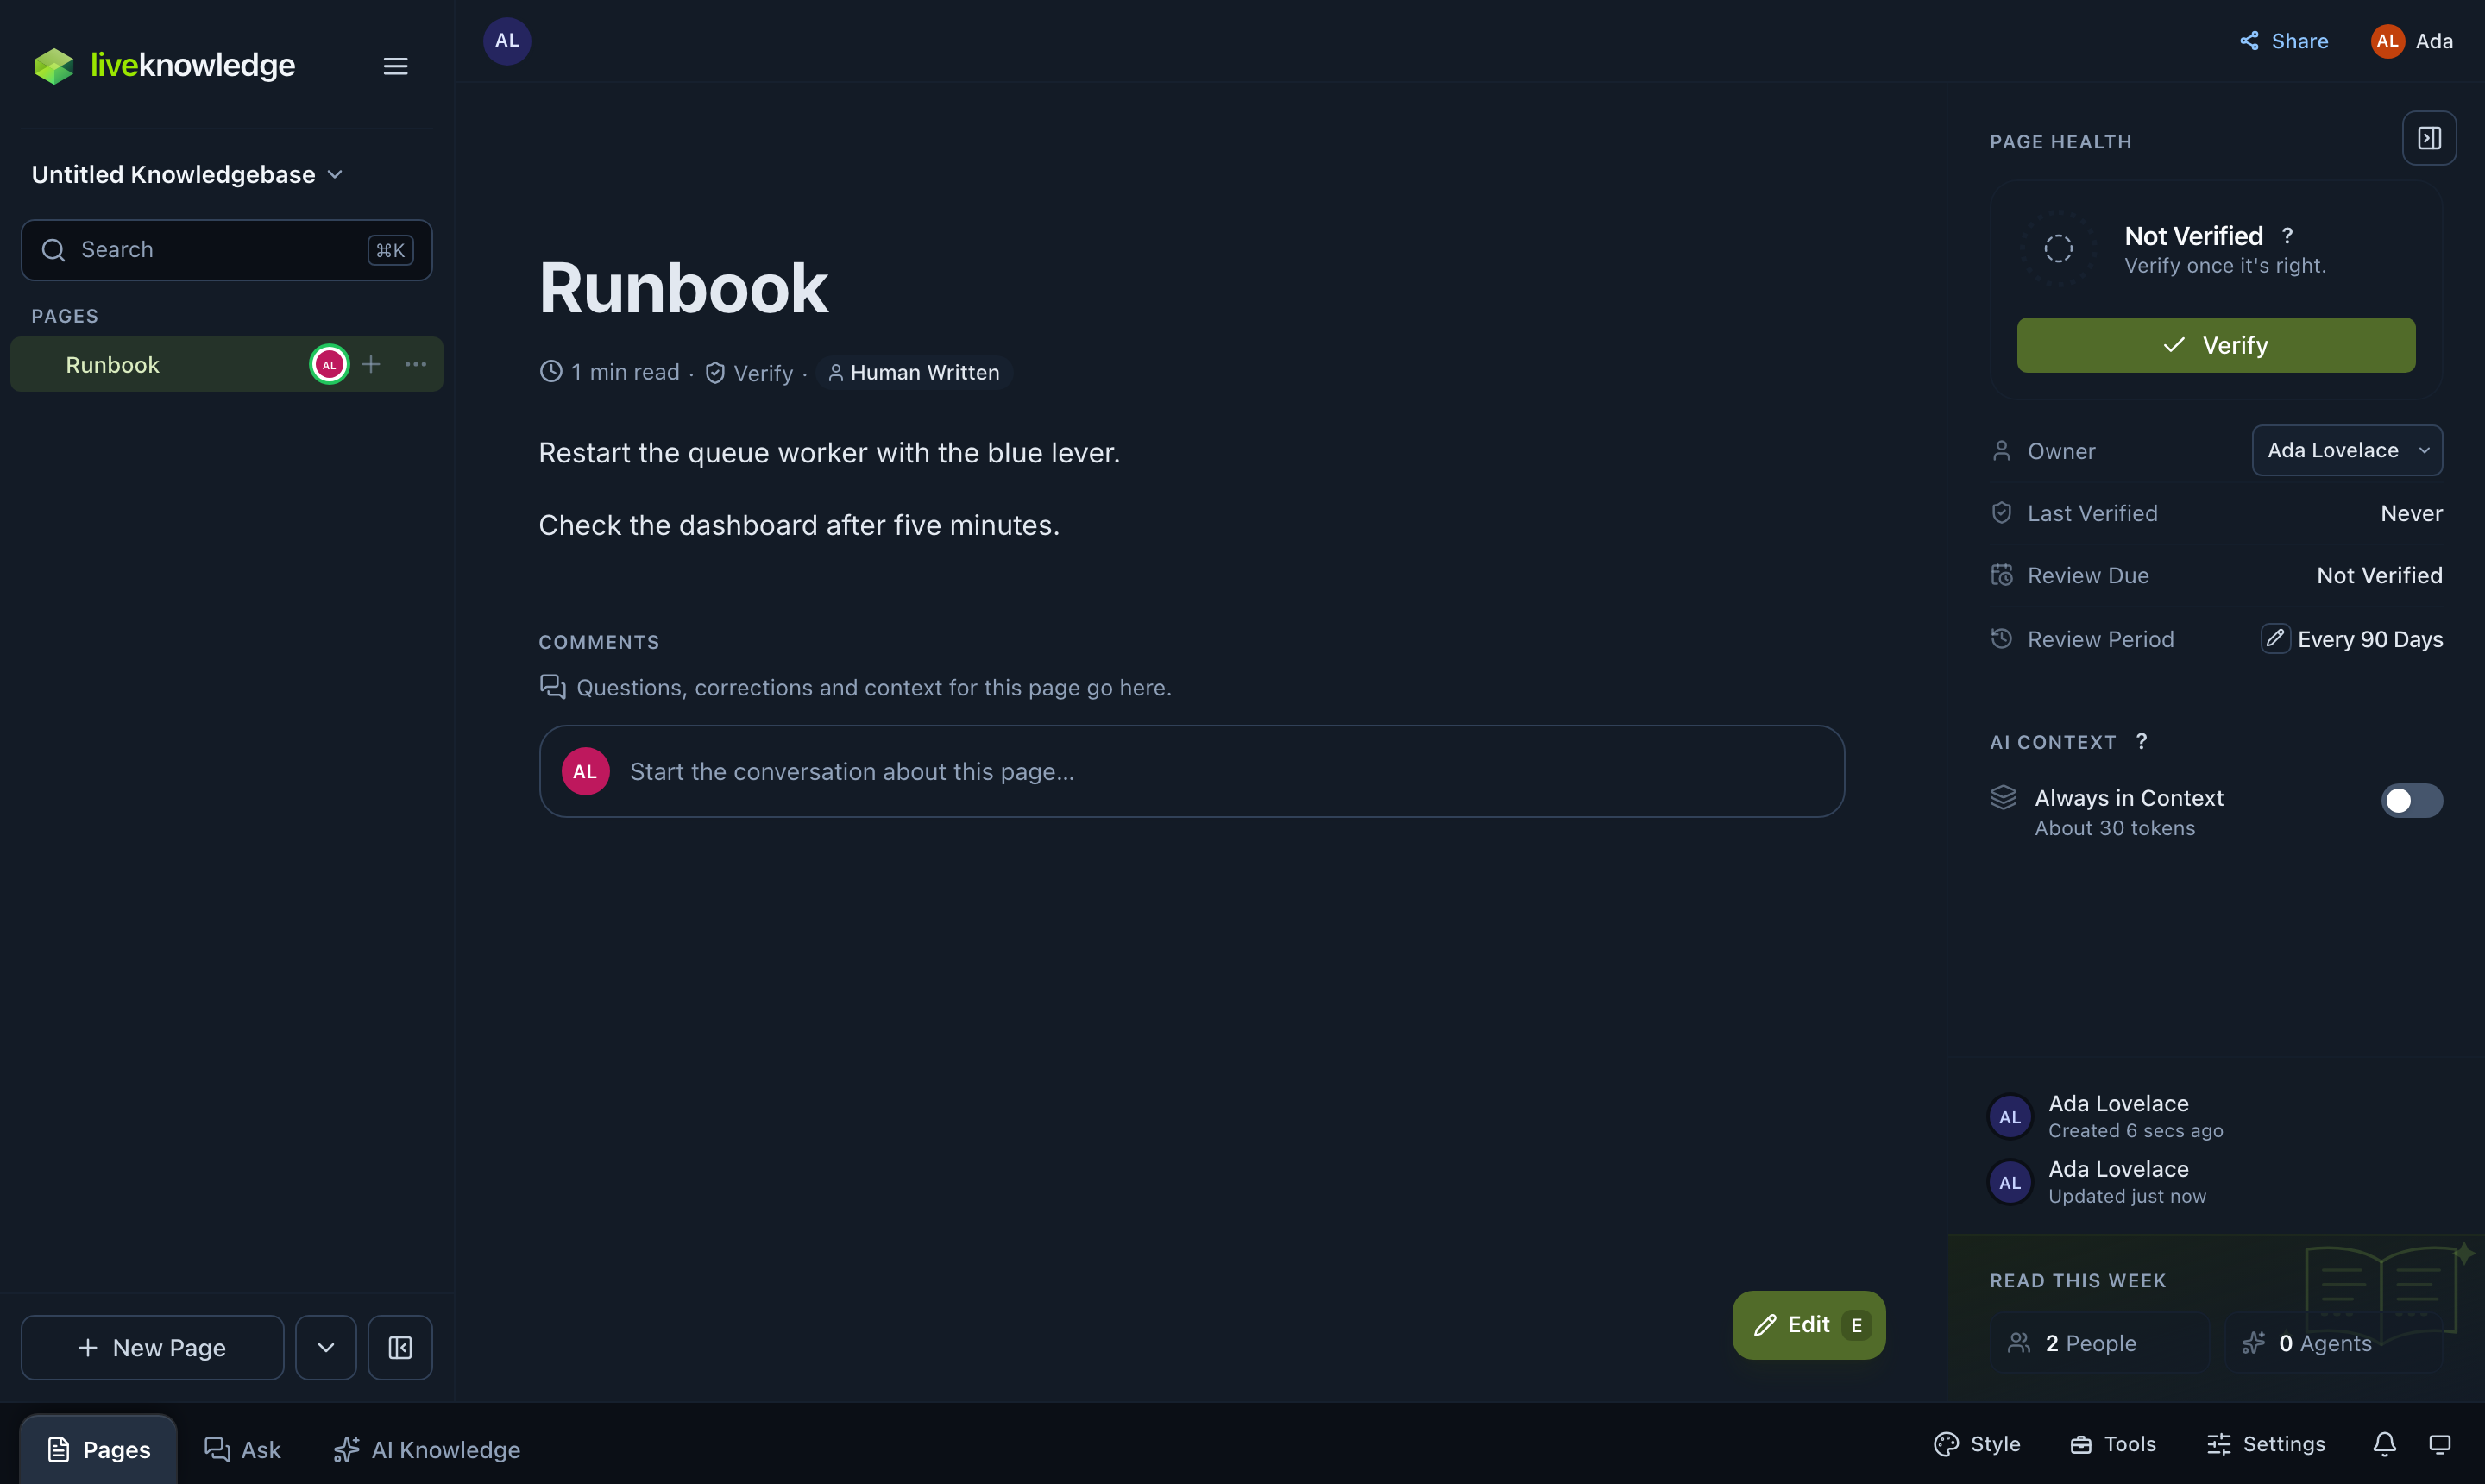 liveknowledge
Untitled Knowledgebase
Search ⌘K
PAGES
Runbook AL
New Page
AL
Share
AL Ada
Runbook
1 min read · Verify · Human Written
Restart the queue worker with the blue lever.
Check the dashboard after five minutes.
COMMENTS
Questions, corrections and context for this page go here.
AL Start the conversation about this page...
Edit E
PAGE HEALTH
Not Verified ?
Verify once it's right.
Verify
Owner Ada Lovelace
Last Verified Never
Review Due Not Verified
Review Period Every 90 Days
AI CONTEXT ?
Always in Context
About 30 tokens
AL Ada Lovelace
Created 6 secs ago
AL Ada Lovelace
Updated just now
READ THIS WEEK
2 People 0 Agents
Pages Ask AI Knowledge
Style Tools Settings